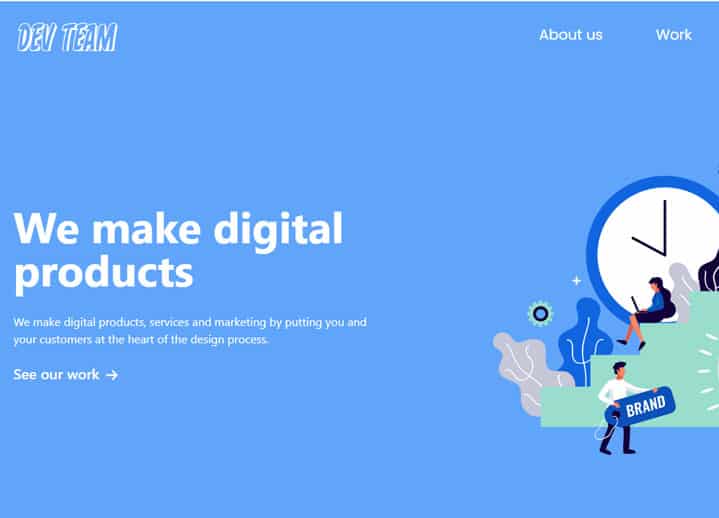 DEV TEAM
About us
Work
We make digital
products
We make digital products, services and marketing by putting you and
your customers at the heart of the design process.
See our work →
BRAND